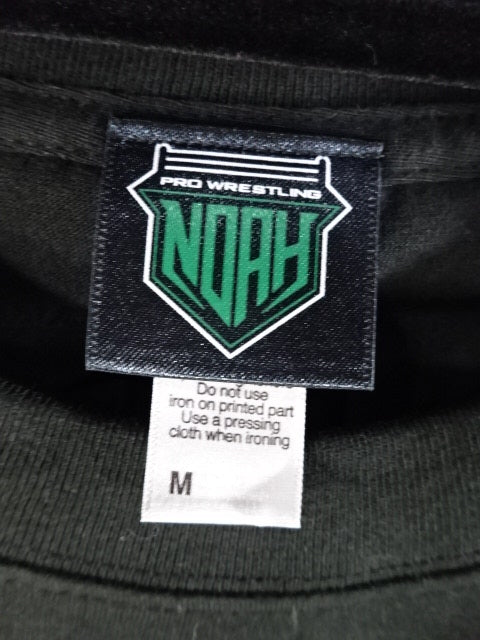 PRO WRESTLING
NOAH
Do not use
iron on printed part
Use a pressing
cloth when ironing
M